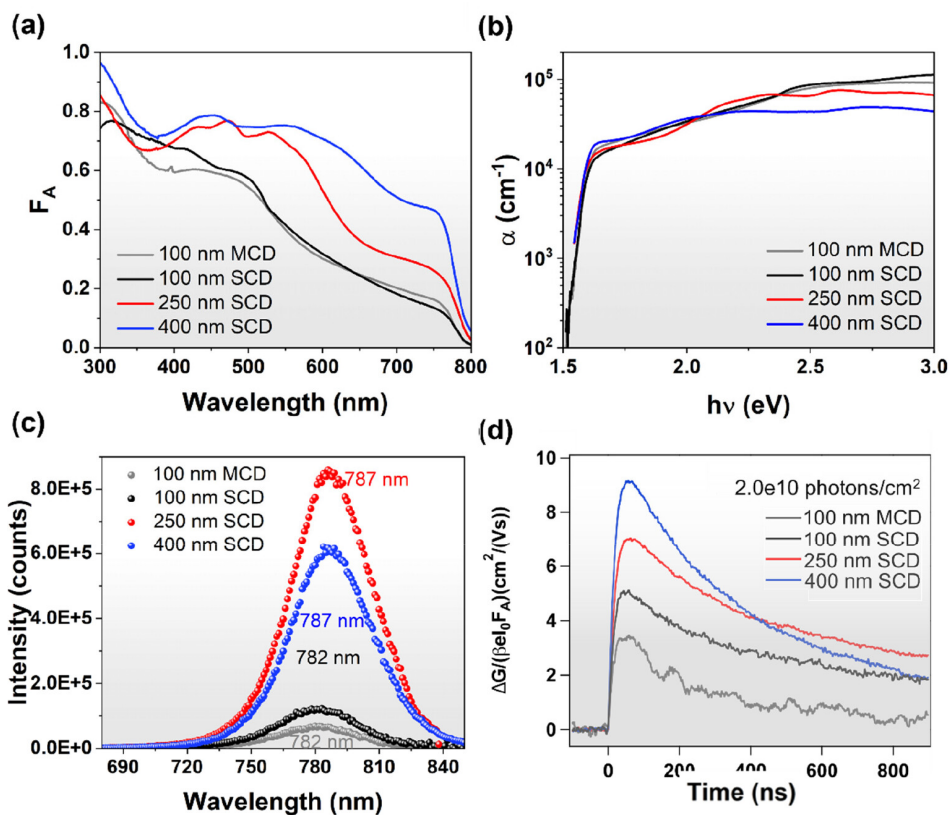 (a)
1.0
0.8
0.6
0.4
0.2
0.0
F_A
100 nm MCD
100 nm SCD
250 nm SCD
400 nm SCD
300 400 500 600 700 800
Wavelength (nm)
(b)
10⁵
10⁴
10³
10²
α (cm⁻¹)
100 nm MCD
100 nm SCD
250 nm SCD
400 nm SCD
1.5 2.0 2.5 3.0
hν (eV)
(c)
8.0E+5
6.0E+5
4.0E+5
2.0E+5
0.0E+0
Intensity (counts)
100 nm MCD
100 nm SCD
250 nm SCD
400 nm SCD
787 nm
787 nm
782 nm
782 nm
690 720 750 780 810 840
Wavelength (nm)
(d)
10
8
6
4
2
0
ΔG/(βeI₀F_A)(cm²/(Vs))
2.0e10 photons/cm²
100 nm MCD
100 nm SCD
250 nm SCD
400 nm SCD
0 200 400 600 800
Time (ns)